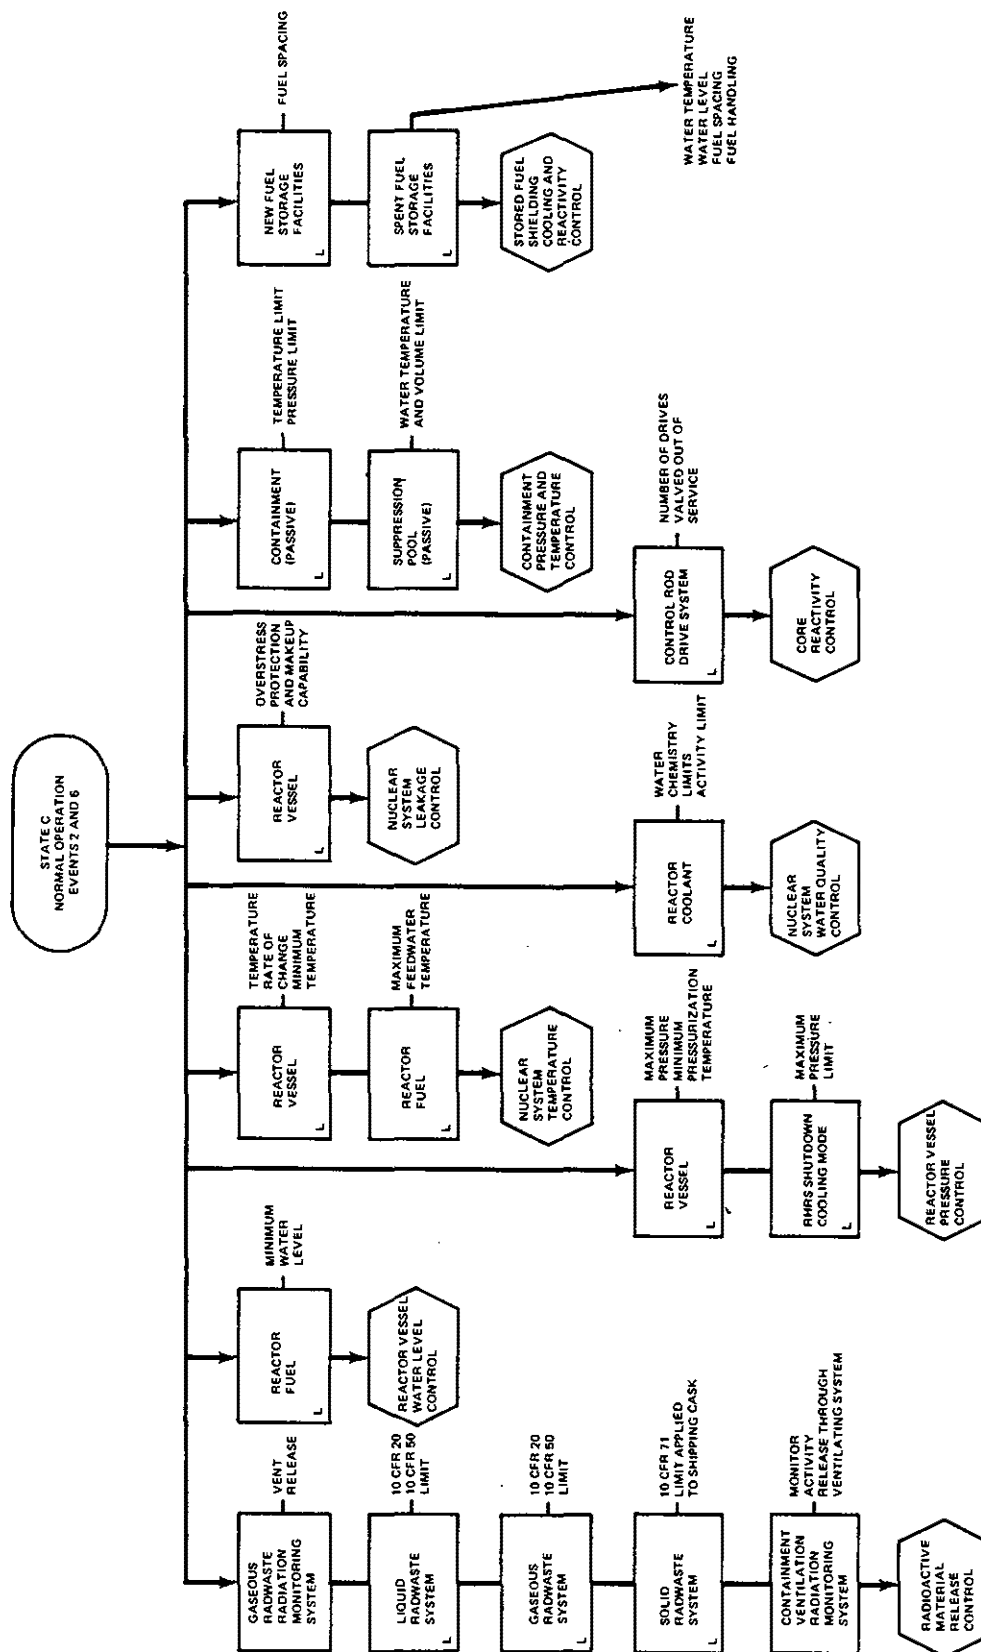 STATE C
NORMAL OPERATION
EVENTS 2 AND 6
GASEOUS
RADWASTE
RADIATION
MONITORING
SYSTEM
L
VENT
RELEASE
LIQUID
RADWASTE
SYSTEM
L
10 CFR 20
10 CFR 50
LIMIT
GASEOUS
RADWASTE
SYSTEM
L
10 CFR 20
10 CFR 50
LIMIT
SOLID
RADWASTE
SYSTEM
L
10 CFR 71
LIMIT APPLIED
TO SHIPPING CASK
CONTAINMENT
VENTILATION
RADIATION
MONITORING
SYSTEM
L
MONITOR
ACTIVITY
RELEASE THROUGH
VENTILATING SYSTEM
RADIOACTIVE
MATERIAL
RELEASE
CONTROL
REACTOR
FUEL
L
MINIMUM
WATER
LEVEL
REACTOR VESSEL
WATER LEVEL
CONTROL
REACTOR
VESSEL
L
MAXIMUM
PRESSURE
MINIMUM
PRESSURIZATION
TEMPERATURE
RHRS SHUTDOWN
COOLING MODE
L
MAXIMUM
PRESSURE
LIMIT
REACTOR VESSEL
PRESSURE
CONTROL
REACTOR
VESSEL
L
TEMPERATURE
RATE OF
CHANGE
MINIMUM
TEMPERATURE
REACTOR
FUEL
L
MAXIMUM
FEEDWATER
TEMPERATURE
NUCLEAR
SYSTEM
TEMPERATURE
CONTROL
REACTOR
COOLANT
L
WATER
CHEMISTRY
LIMITS
ACTIVITY LIMIT
NUCLEAR
SYSTEM
WATER QUALITY
CONTROL
REACTOR
VESSEL
L
OVERSTRESS
PROTECTION
AND MAKEUP
CAPABILITY
NUCLEAR
SYSTEM
LEAKAGE
CONTROL
CONTROL ROD
DRIVE SYSTEM
L
NUMBER OF DRIVES
VALVED OUT OF
SERVICE
CORE
REACTIVITY
CONTROL
CONTAINMENT
(PASSIVE)
L
TEMPERATURE LIMIT
PRESSURE LIMIT
SUPPRESSION
POOL
(PASSIVE)
L
WATER TEMPERATURE
AND VOLUME LIMIT
CONTAINMENT
PRESSURE AND
TEMPERATURE
CONTROL
NEW FUEL
STORAGE
FACILITIES
L
FUEL SPACING
SPENT FUEL
STORAGE
FACILITIES
L
WATER TEMPERATURE
WATER LEVEL
FUEL SPACING
FUEL HANDLING
STORED FUEL
SHIELDING
COOLING AND
REACTIVITY
CONTROL